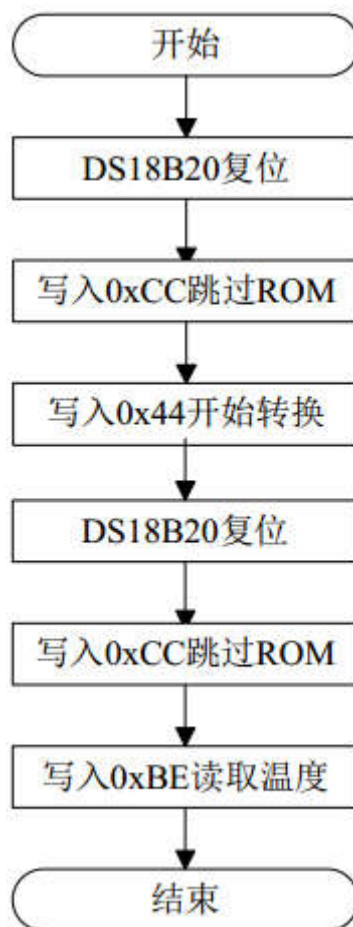 开始
DS18B20复位
写入0xCC跳过ROM
写入0x44开始转换
DS18B20复位
写入0xCC跳过ROM
写入0xBE读取温度
结束